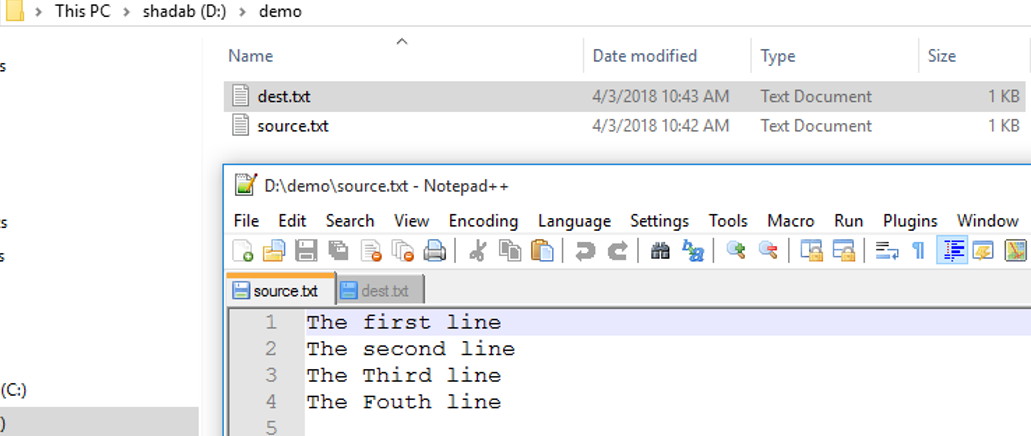 This PC > shadab (D:) > demo
Name Date modified Type Size
s
dest.txt 4/3/2018 10:43 AM Text Document 1 KB
source.txt 4/3/2018 10:42 AM Text Document 1 KB
D:\demo\source.txt - Notepad++
File Edit Search View Encoding Language Settings Tools Macro Run Plugins Window
s
s
source.txt dest.txt
1 The first line
2 The second line
3 The Third line
(C:)
4 The Fouth line
)
5